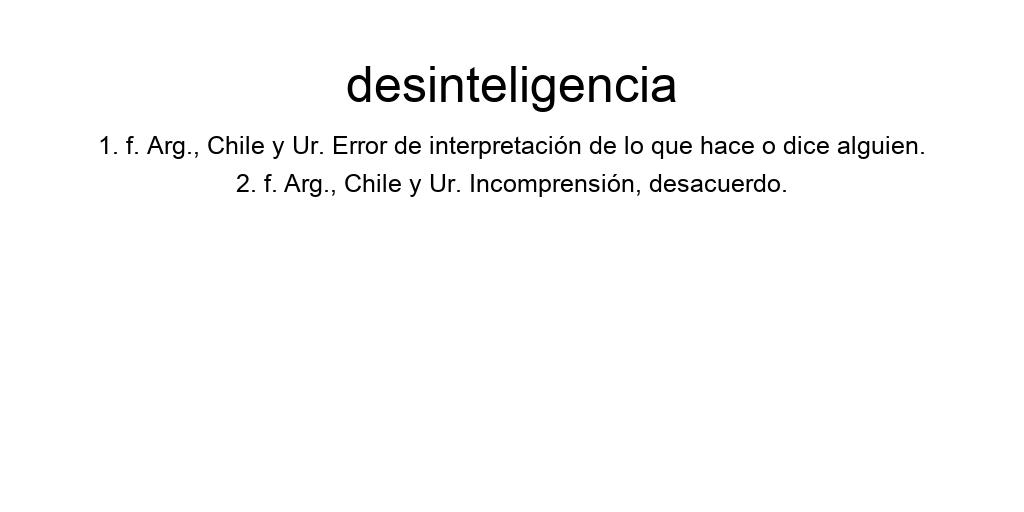 desinteligencia
1. f. Arg., Chile y Ur. Error de interpretación de lo que hace o dice alguien.
2. f. Arg., Chile y Ur. Incomprensión, desacuerdo.